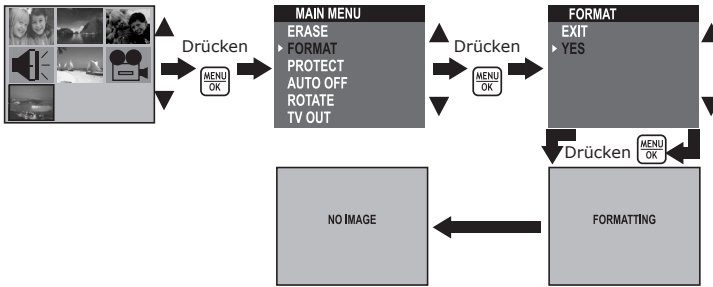 Drücken
MENU
OK
MAIN MENU
ERASE
FORMAT
PROTECT
AUTO OFF
ROTATE
TV OUT
Drücken
MENU
OK
FORMAT
EXIT
YES
Drücken
MENU
OK
FORMATTING
NO IMAGE